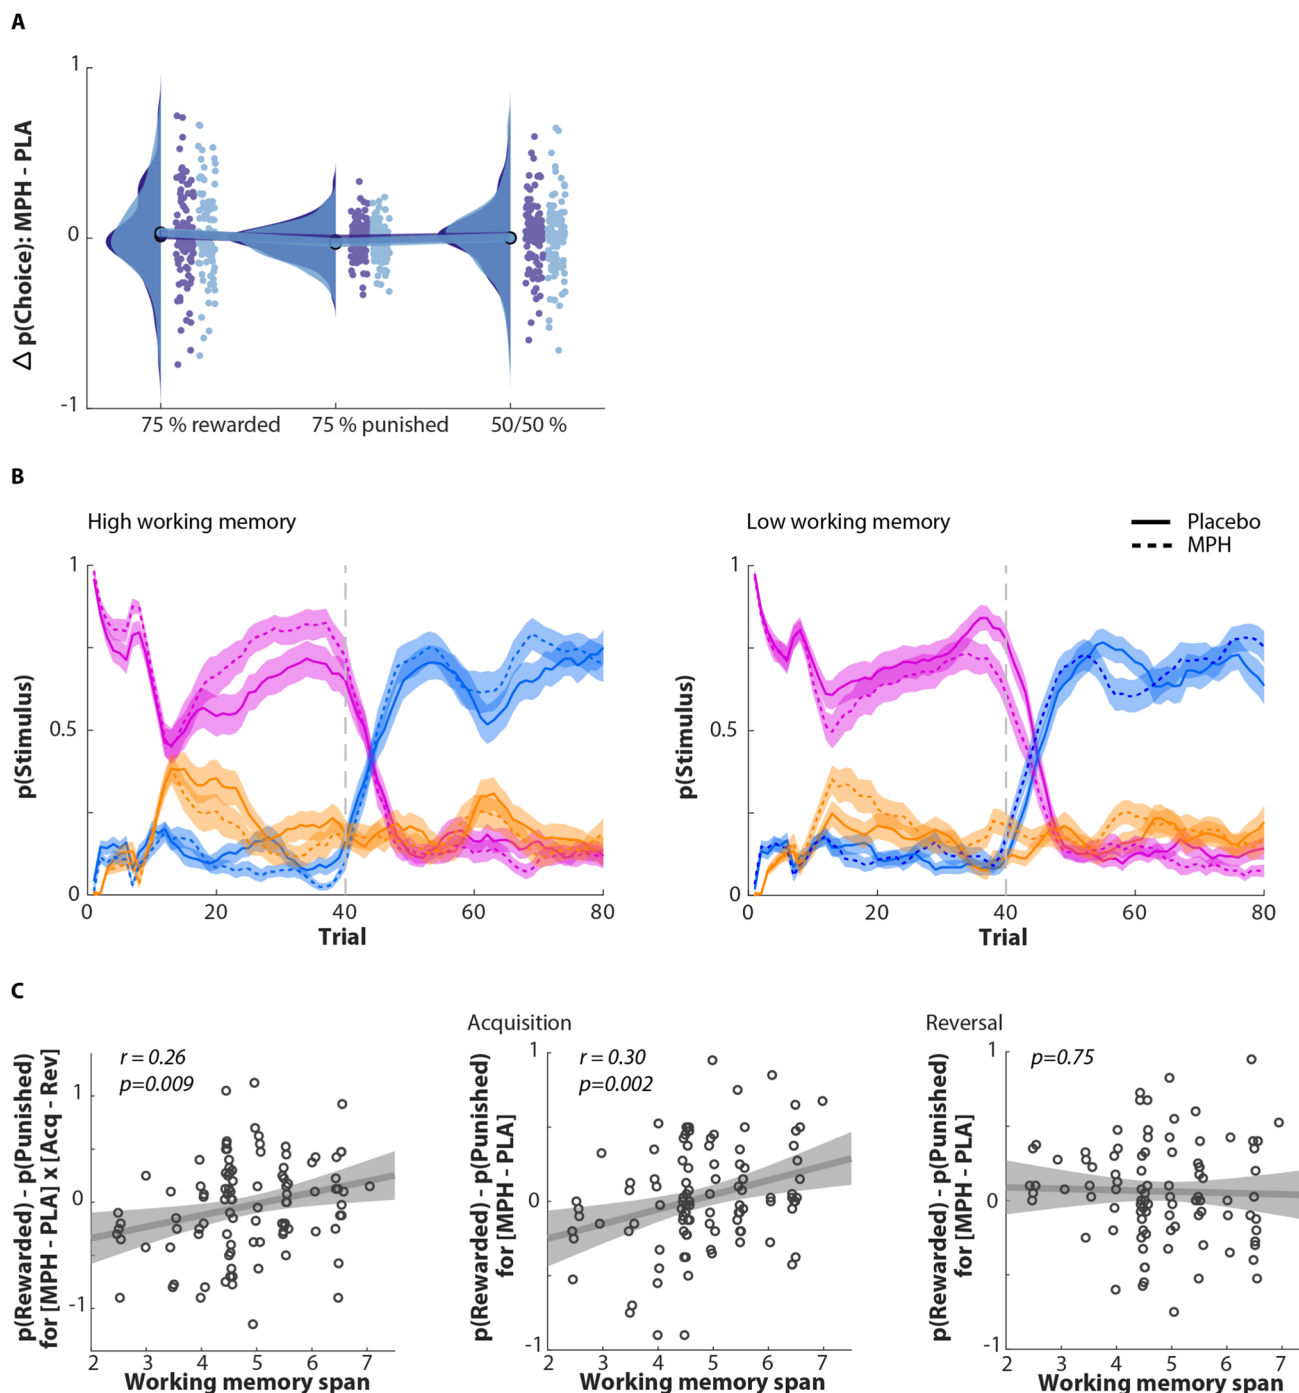 A
1
0
-1
Δ p(Choice): MPH - PLA
75 % rewarded
75 % punished
50/50 %
B
High working memory
1
0.5
0
p(Stimulus)
0
20
40
60
80
Trial
Low working memory
Placebo
MPH
1
0.5
0
p(Stimulus)
0
20
40
60
80
Trial
C
r = 0.26
p=0.009
p(Rewarded) - p(Punished)
for [MPH - PLA] x [Acq - Rev]
1
0
-1
2
3
4
5
6
7
Working memory span
Acquisition
r = 0.30
p=0.002
p(Rewarded) - p(Punished)
for [MPH - PLA]
1
0
-1
2
3
4
5
6
7
Working memory span
Reversal
p=0.75
p(Rewarded) - p(Punished)
for [MPH - PLA]
1
0
-1
2
3
4
5
6
7
Working memory span